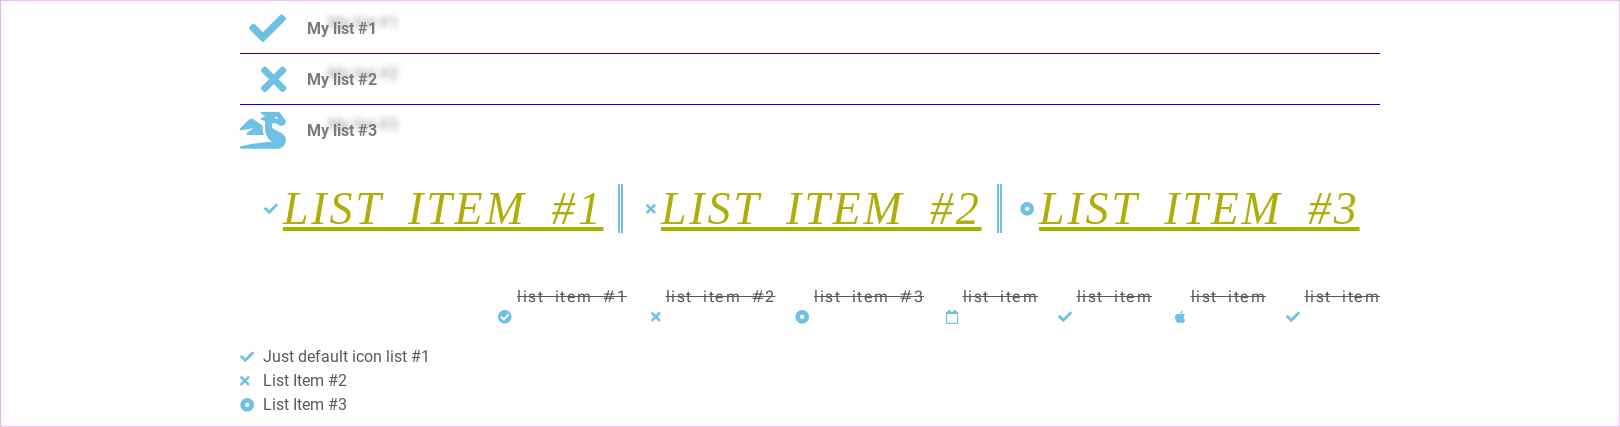 My list #1
My list #2
My list #3
LIST ITEM #1 LIST ITEM #2 LIST ITEM #3
list item #1 list item #2 list item #3 list item list item list item list item
Just default icon list #1
List Item #2
List Item #3